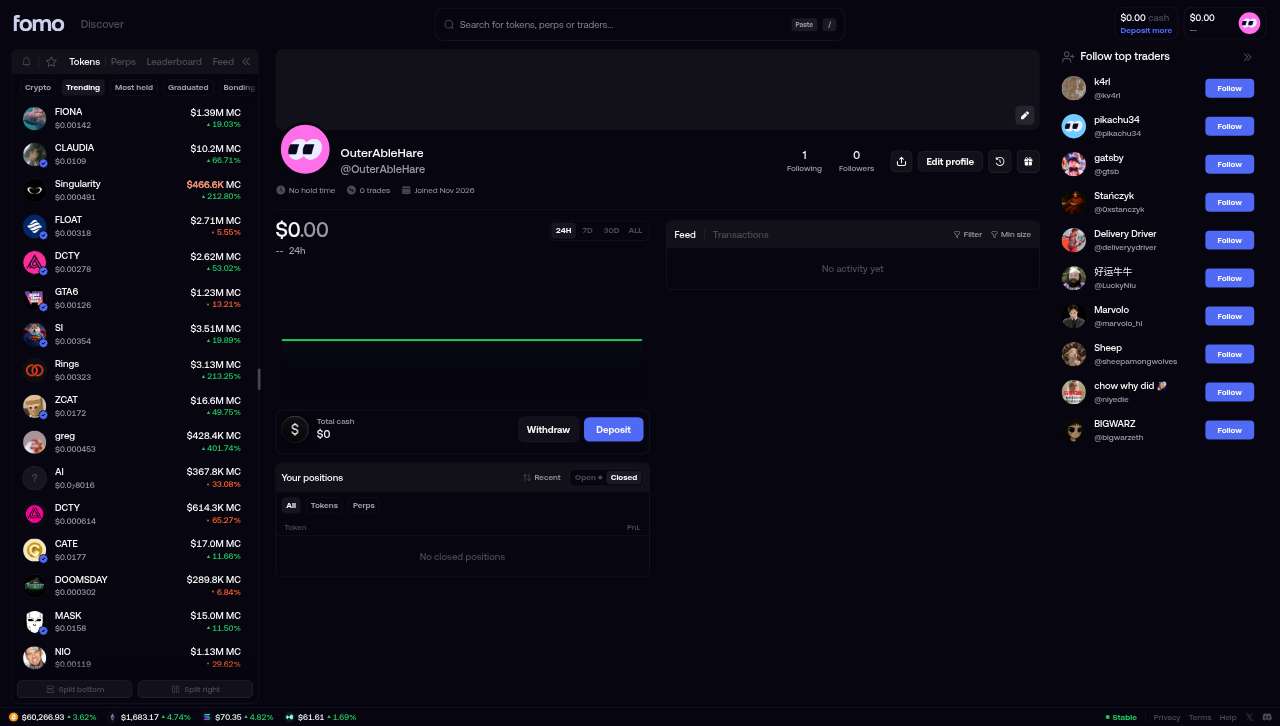 fomo
Discover
Search for tokens, perps or traders...
Paste
/
$0.00 cash
Deposit more
$0.00
—
Tokens
Perps
Leaderboard
Feed
Crypto
Trending
Most held
Graduated
Bonding
FIONA
$0.00142
$1.39M MC
19.03%
CLAUDIA
$0.0109
$10.2M MC
66.71%
Singularity
$0.000491
$466.6K MC
212.80%
FLOAT
$0.00318
$2.71M MC
5.55%
DCTY
$0.00278
$2.62M MC
53.02%
GTA6
$0.00126
$1.23M MC
13.21%
SI
$0.00354
$3.51M MC
19.89%
Rings
$0.00323
$3.13M MC
213.25%
ZCAT
$0.0172
$16.6M MC
49.75%
greg
$0.000453
$428.4K MC
401.74%
?
AI
$0.0₇8016
$367.8K MC
33.08%
DCTY
$0.000614
$614.3K MC
65.27%
CATE
$0.0177
$17.0M MC
11.66%
DOOMSDAY
$0.000302
$289.8K MC
6.84%
MASK
$0.0158
$15.0M MC
11.50%
NIO
$0.00119
$1.13M MC
29.62%
Split bottom
Split right
OuterAbleHare
@OuterAbleHare
No hold time
0 trades
Joined Nov 2026
1
Following
0
Followers
Edit profile
$0.00
-- 24h
24H
7D
30D
ALL
$
Total cash
$0
Withdraw
Deposit
Your positions
Recent
Open
Closed
All
Tokens
Perps
Token
PnL
No closed positions
Feed
Transactions
Filter
Min size
No activity yet
Follow top traders
k4rl
@kv4rl
Follow
pikachu34
@pikachu34
Follow
gatsby
@gtsb
Follow
Stańczyk
@0xstanczyk
Follow
Delivery Driver
@deliveryydriver
Follow
好运牛牛
@LuckyNiu
Follow
Marvolo
@marvolo_hl
Follow
Sheep
@sheepamongwolves
Follow
chow why did
@niyedie
Follow
BIGWARZ
@bigwarzeth
Follow
$60,266.93 3.62%
$1,683.17 4.74%
$70.35 4.82%
$61.61 1.69%
Stable
Privacy
Terms
Help